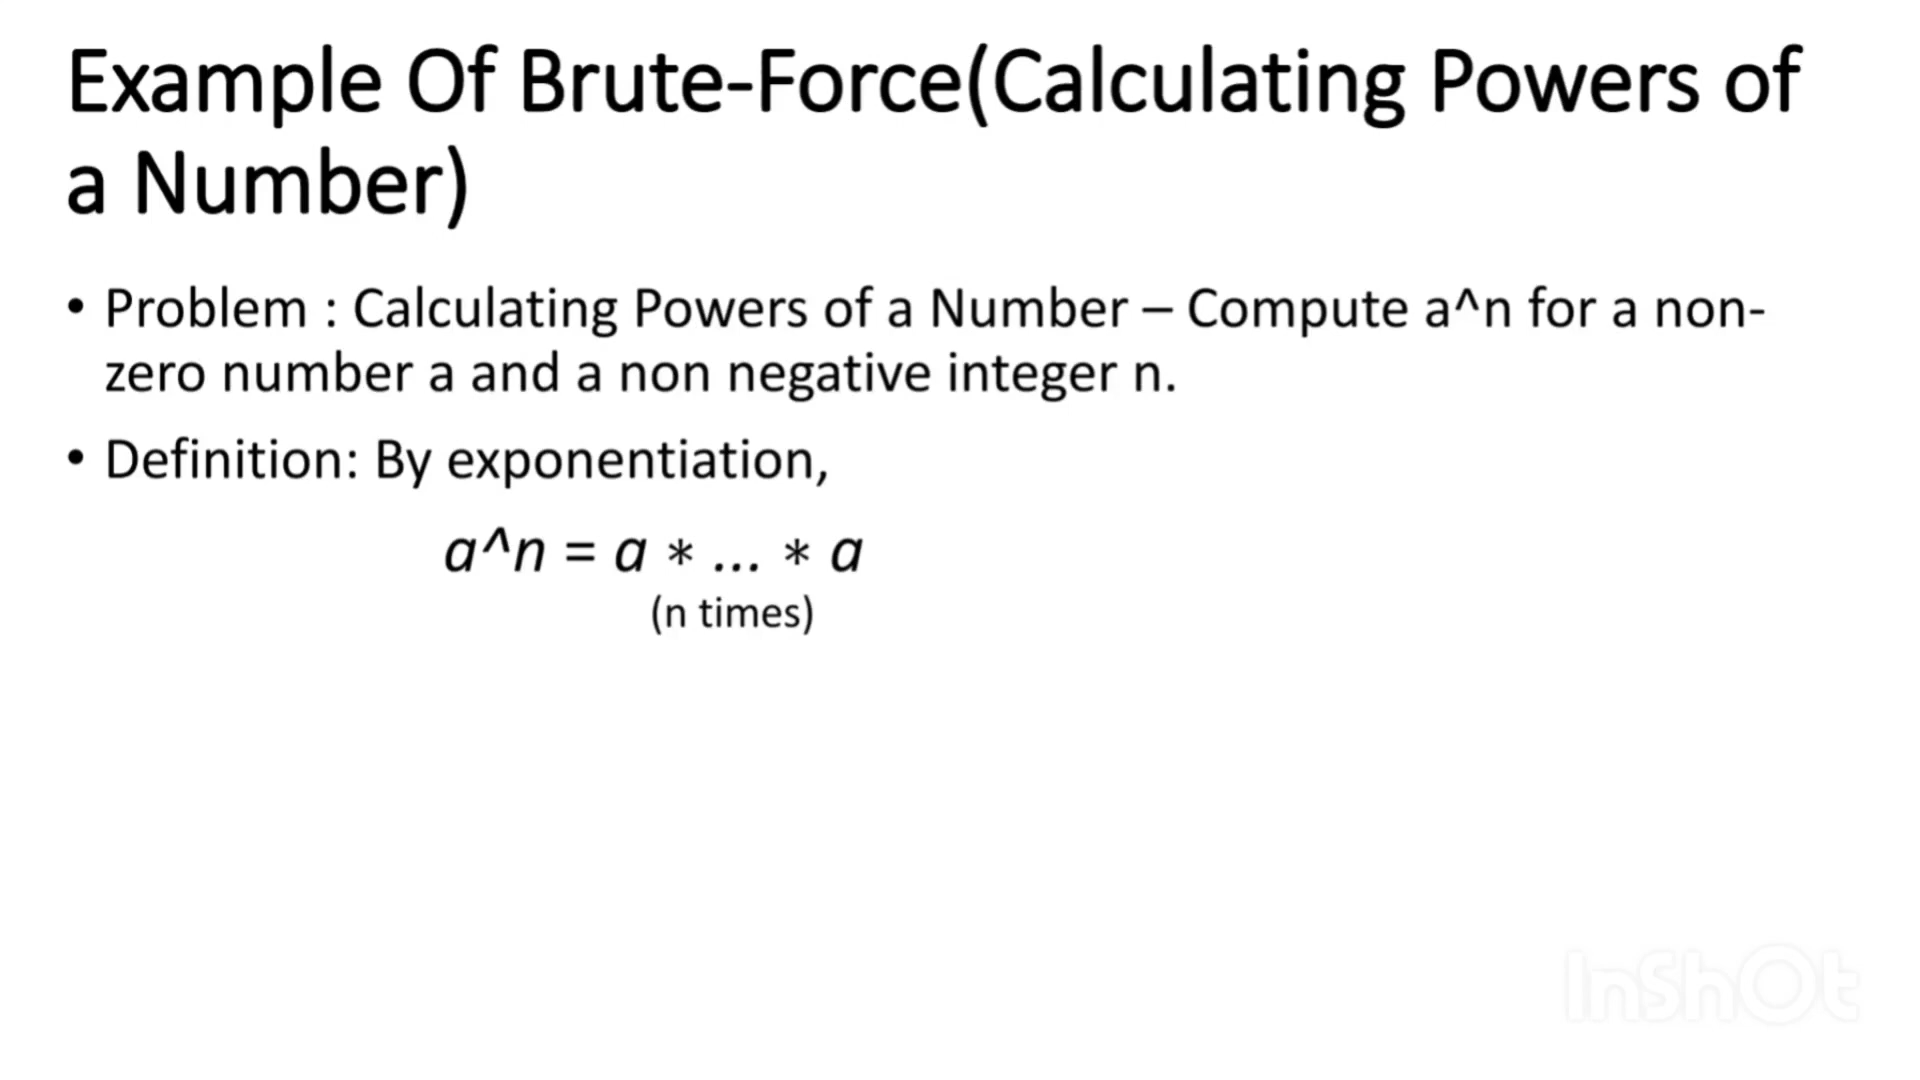 Example Of Brute-Force(Calculating Powers of
a Number)
• Problem : Calculating Powers of a Number – Compute a^n for a non-
zero number a and a non negative integer n.
• Definition: By exponentiation,
a^n = a * ... * a
(n times)
InShOt